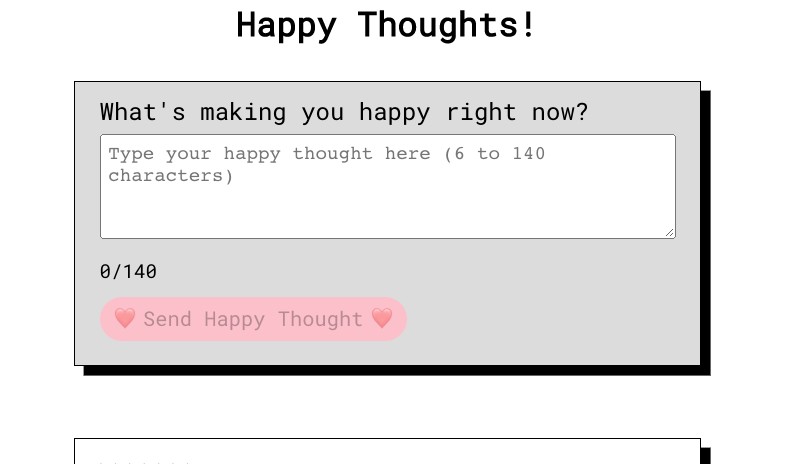 Happy Thoughts!
What's making you happy right now?
Type your happy thought here (6 to 140
characters)
0/140
❤️ Send Happy Thought ❤️